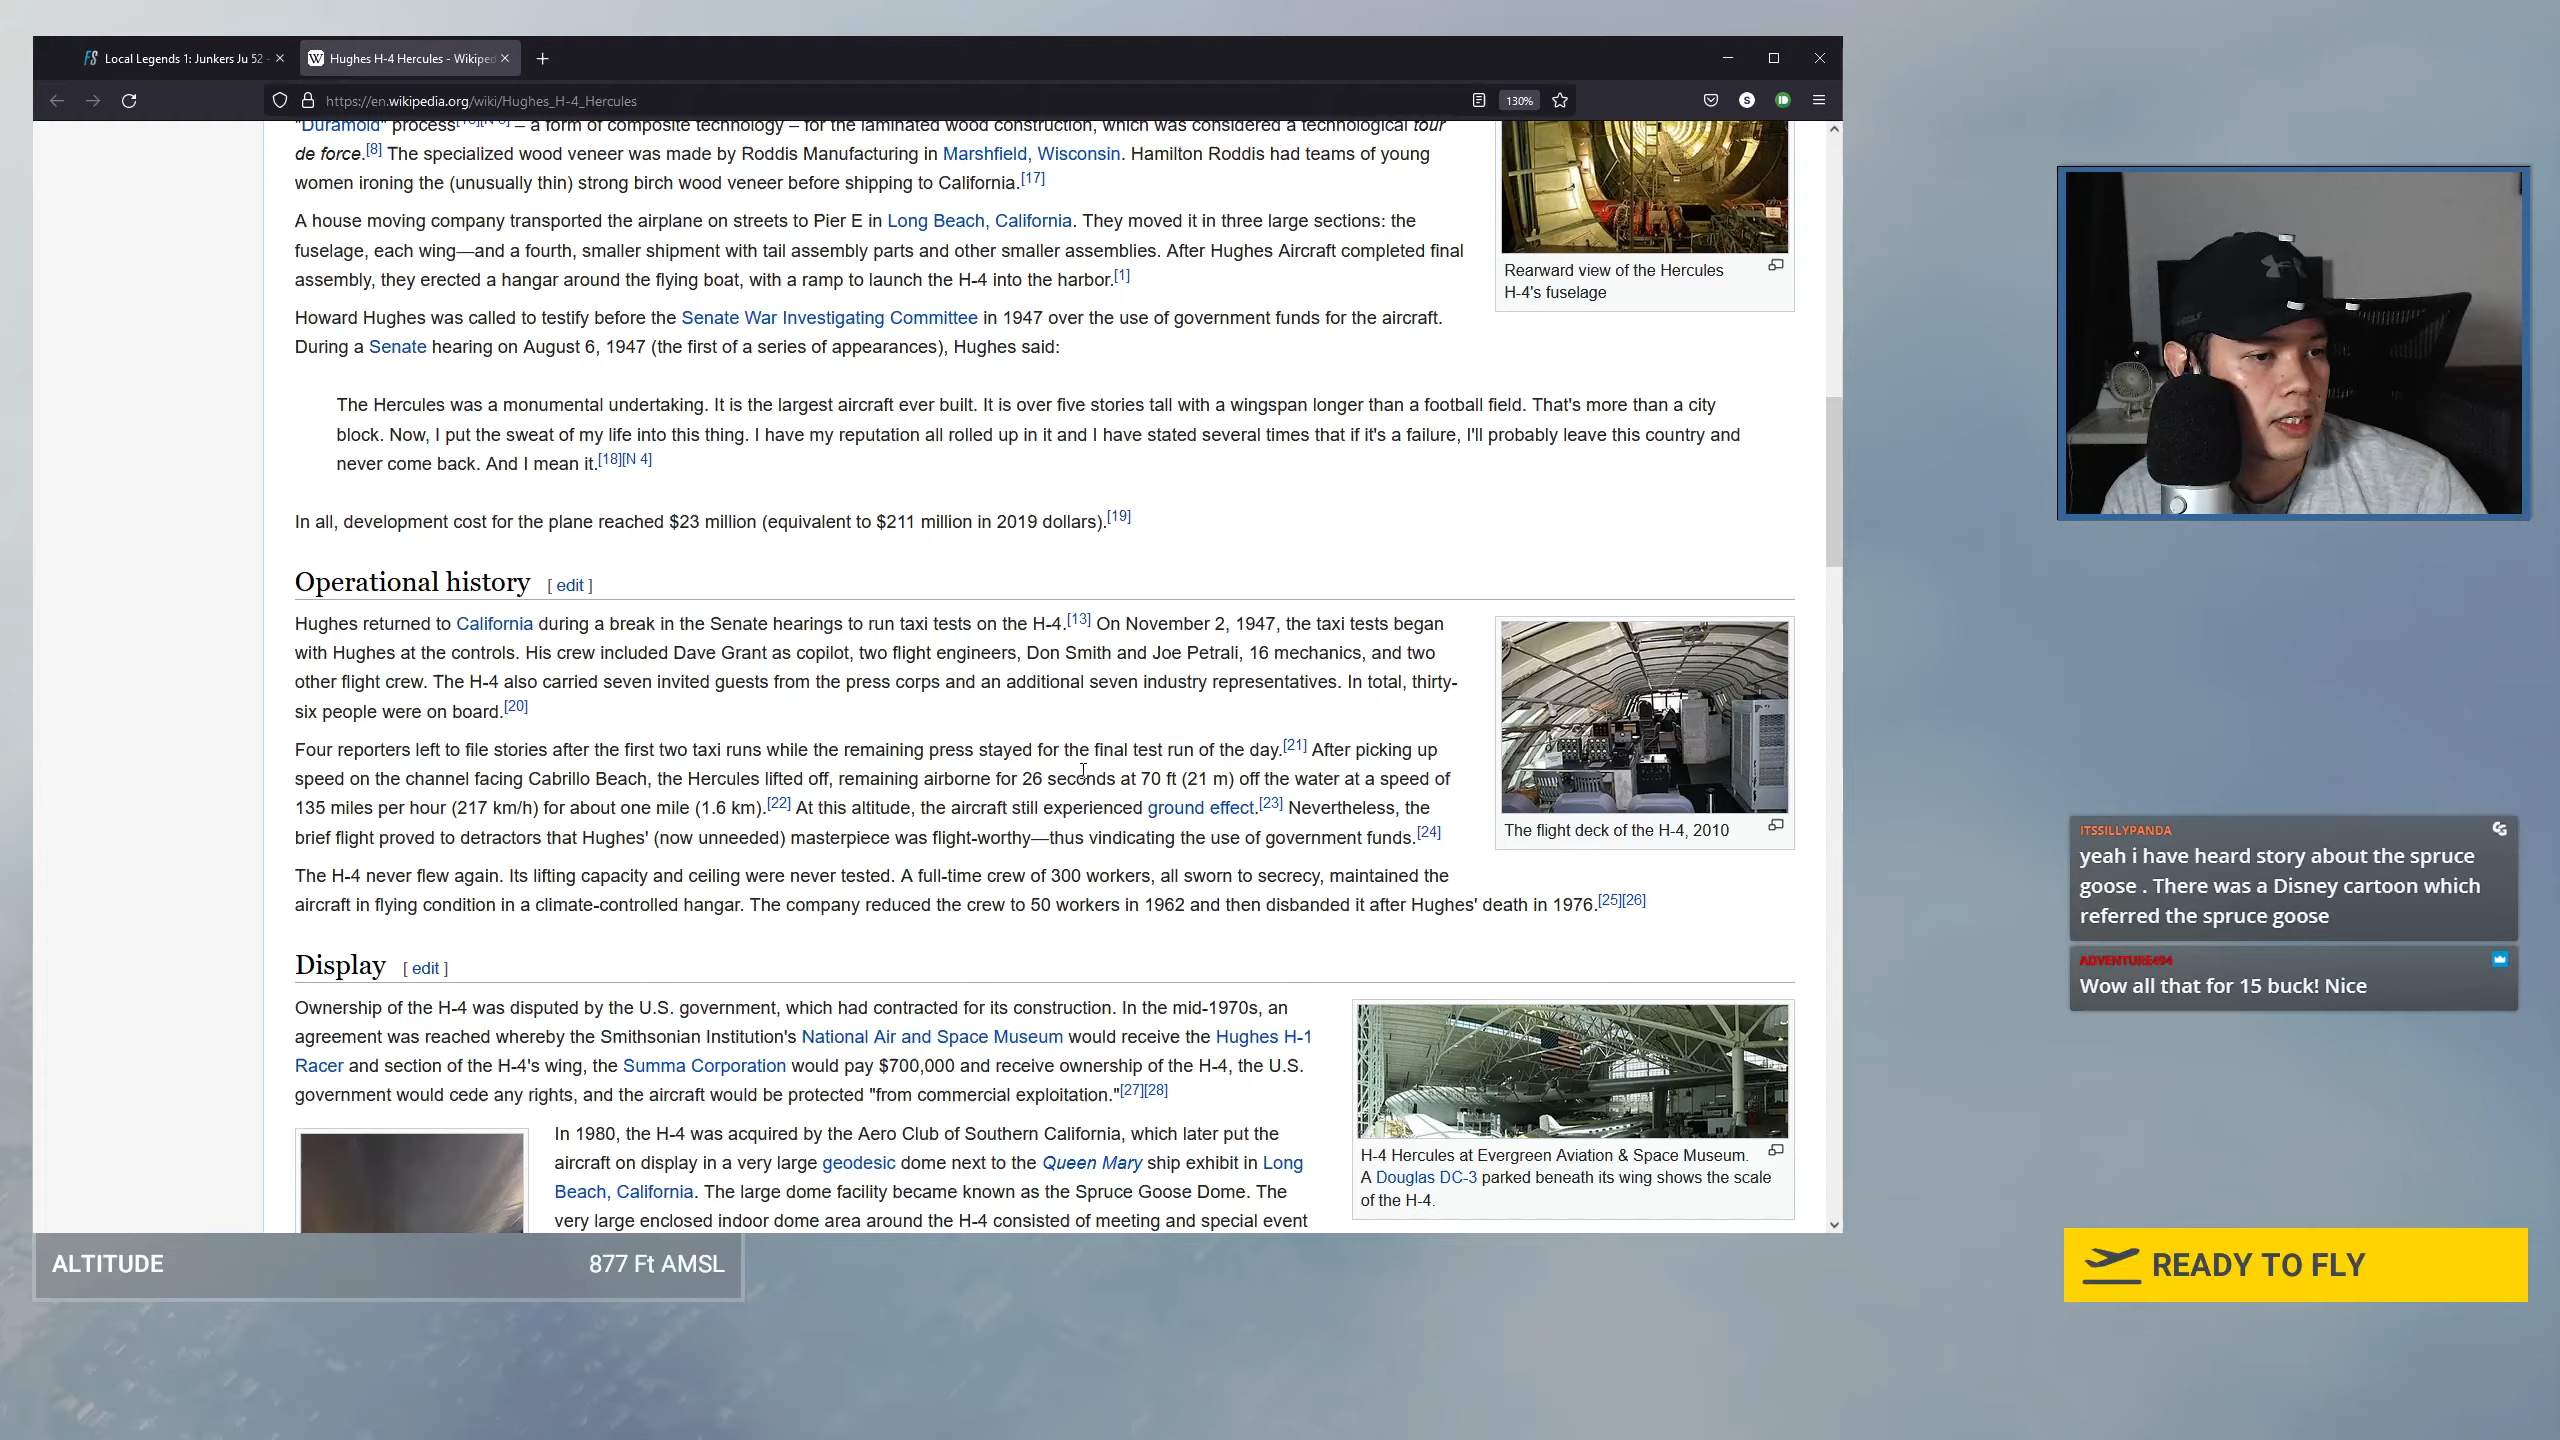 Local Legends 1: Junkers Ju 52 -
Hughes H-4 Hercules - Wikiped
https://en.wikipedia.org/wiki/Hughes_H-4_Hercules
130%
"Duramold" process – a form of composite technology – for the laminated wood construction, which was considered a technological tour
de force.[8] The specialized wood veneer was made by Roddis Manufacturing in Marshfield, Wisconsin. Hamilton Roddis had teams of young
women ironing the (unusually thin) strong birch wood veneer before shipping to California.[17]
A house moving company transported the airplane on streets to Pier E in Long Beach, California. They moved it in three large sections: the
fuselage, each wing—and a fourth, smaller shipment with tail assembly parts and other smaller assemblies. After Hughes Aircraft completed final
assembly, they erected a hangar around the flying boat, with a ramp to launch the H-4 into the harbor.[1]
Rearward view of the Hercules
H-4's fuselage
Howard Hughes was called to testify before the Senate War Investigating Committee in 1947 over the use of government funds for the aircraft.
During a Senate hearing on August 6, 1947 (the first of a series of appearances), Hughes said:
The Hercules was a monumental undertaking. It is the largest aircraft ever built. It is over five stories tall with a wingspan longer than a football field. That's more than a city
block. Now, I put the sweat of my life into this thing. I have my reputation all rolled up in it and I have stated several times that if it's a failure, I'll probably leave this country and
never come back. And I mean it.[18][N 4]
In all, development cost for the plane reached $23 million (equivalent to $211 million in 2019 dollars).[19]
Operational history [ edit ]
Hughes returned to California during a break in the Senate hearings to run taxi tests on the H-4.[13] On November 2, 1947, the taxi tests began
with Hughes at the controls. His crew included Dave Grant as copilot, two flight engineers, Don Smith and Joe Petrali, 16 mechanics, and two
other flight crew. The H-4 also carried seven invited guests from the press corps and an additional seven industry representatives. In total, thirty-
six people were on board.[20]
Four reporters left to file stories after the first two taxi runs while the remaining press stayed for the final test run of the day.[21] After picking up
speed on the channel facing Cabrillo Beach, the Hercules lifted off, remaining airborne for 26 seconds at 70 ft (21 m) off the water at a speed of
135 miles per hour (217 km/h) for about one mile (1.6 km).[22] At this altitude, the aircraft still experienced ground effect.[23] Nevertheless, the
brief flight proved to detractors that Hughes' (now unneeded) masterpiece was flight-worthy—thus vindicating the use of government funds.[24]
The flight deck of the H-4, 2010
The H-4 never flew again. Its lifting capacity and ceiling were never tested. A full-time crew of 300 workers, all sworn to secrecy, maintained the
aircraft in flying condition in a climate-controlled hangar. The company reduced the crew to 50 workers in 1962 and then disbanded it after Hughes' death in 1976.[25][26]
Display [ edit ]
Ownership of the H-4 was disputed by the U.S. government, which had contracted for its construction. In the mid-1970s, an
agreement was reached whereby the Smithsonian Institution's National Air and Space Museum would receive the Hughes H-1
Racer and section of the H-4's wing, the Summa Corporation would pay $700,000 and receive ownership of the H-4, the U.S.
government would cede any rights, and the aircraft would be protected "from commercial exploitation."[27][28]
In 1980, the H-4 was acquired by the Aero Club of Southern California, which later put the
aircraft on display in a very large geodesic dome next to the Queen Mary ship exhibit in Long
Beach, California. The large dome facility became known as the Spruce Goose Dome. The
very large enclosed indoor dome area around the H-4 consisted of meeting and special event
H-4 Hercules at Evergreen Aviation & Space Museum.
A Douglas DC-3 parked beneath its wing shows the scale
of the H-4.
ITSSILLYPANDA
yeah i have heard story about the spruce
goose . There was a Disney cartoon which
referred the spruce goose
ADVENTURE494
Wow all that for 15 buck! Nice
ALTITUDE 877 Ft AMSL
READY TO FLY